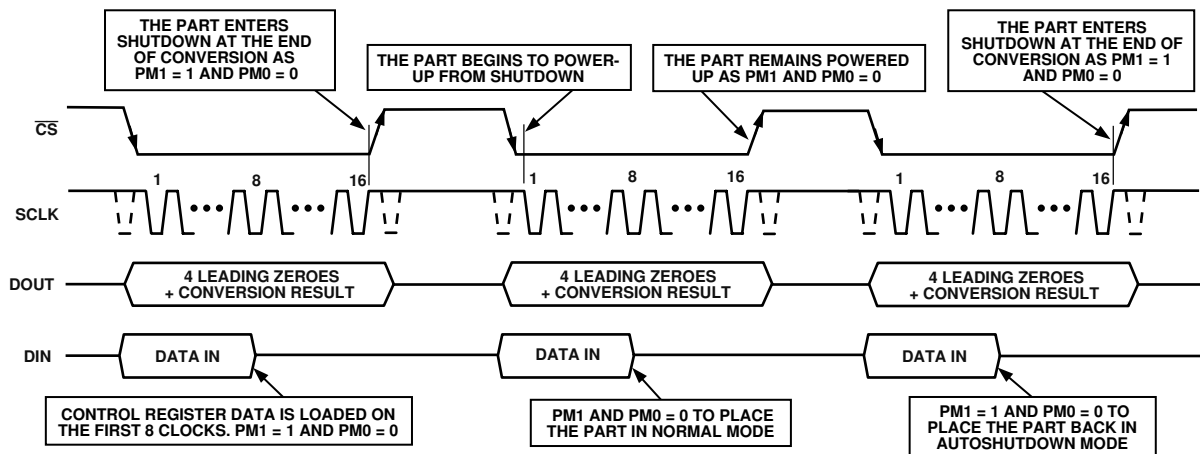 THE PART ENTERS
SHUTDOWN AT THE END
OF CONVERSION AS
PM1 = 1 AND PM0 = 0
THE PART BEGINS TO POWER-
UP FROM SHUTDOWN
THE PART REMAINS POWERED
UP AS PM1 AND PM0 = 0
THE PART ENTERS
SHUTDOWN AT THE END OF
CONVERSION AS PM1 = 1
AND PM0 = 0
CS
1 8 16 1 8 16 1 8 16
SCLK
DOUT
4 LEADING ZEROES
+ CONVERSION RESULT
4 LEADING ZEROES
+ CONVERSION RESULT
4 LEADING ZEROES
+ CONVERSION RESULT
DIN
DATA IN
DATA IN
DATA IN
CONTROL REGISTER DATA IS LOADED ON
THE FIRST 8 CLOCKS. PM1 = 1 AND PM0 = 0
PM1 AND PM0 = 0 TO PLACE
THE PART IN NORMAL MODE
PM1 = 1 AND PM0 = 0 TO
PLACE THE PART BACK IN
AUTOSHUTDOWN MODE